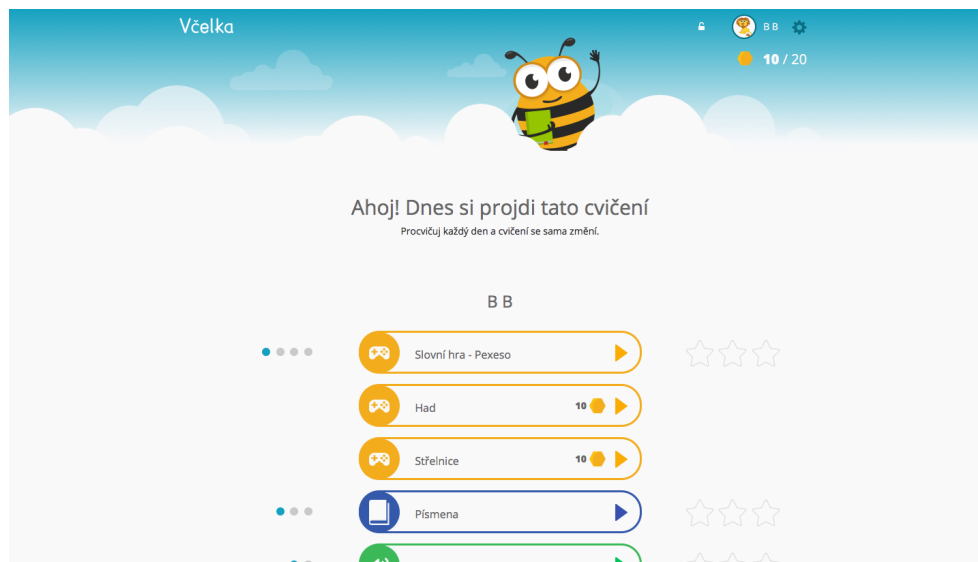 Včelka
B B
10 / 20
Ahoj! Dnes si projdi tato cvičení
Procvičuj každý den a cvičení se sama změní.
B B
Slovní hra - Pexeso
Had 10
Střelnice 10
Písmena